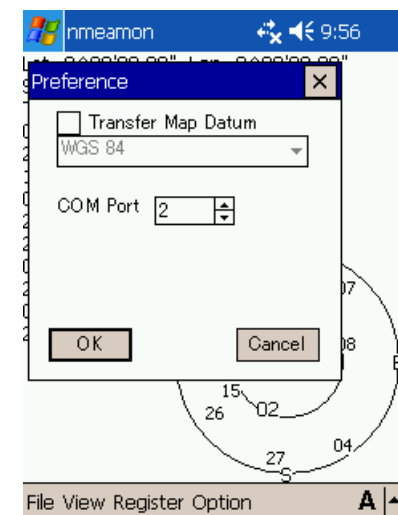 nmeamon 9:56
Preference
Transfer Map Datum
WGS 84
COM Port 2
07
OK Cancel 08
15
26 02
27 04
S
File View Register Option A